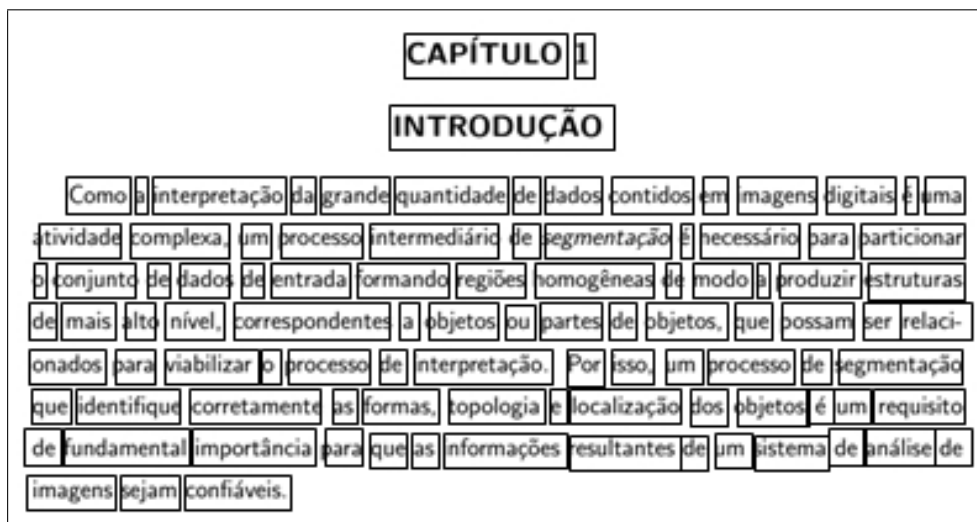 CAPÍTULO 1
INTRODUÇÃO
Como a interpretação da grande quantidade de dados contidos em imagens digitais é uma
atividade complexa, um processo intermediário de segmentação é necessário para particionar
o conjunto de dados de entrada formando regiões homogêneas de modo a produzir estruturas
de mais alto nível, correspondentes a objetos ou partes de objetos, que possam ser relaci-
onados para viabilizar o processo de interpretação. Por isso, um processo de segmentação
que identifique corretamente as formas, topologia e localização dos objetos é um requisito
de fundamental importância para que as informações resultantes de um sistema de análise de
imagens sejam confiáveis.